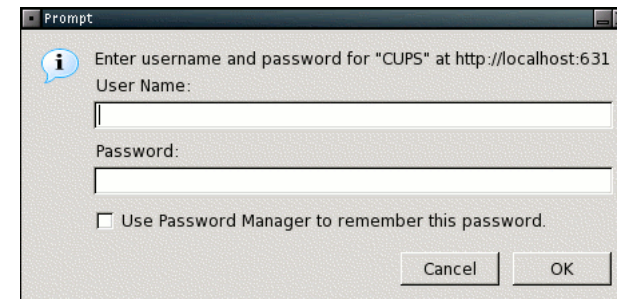 Prompt
Enter username and password for "CUPS" at http://localhost:631
User Name:
Password:
Use Password Manager to remember this password.
Cancel OK